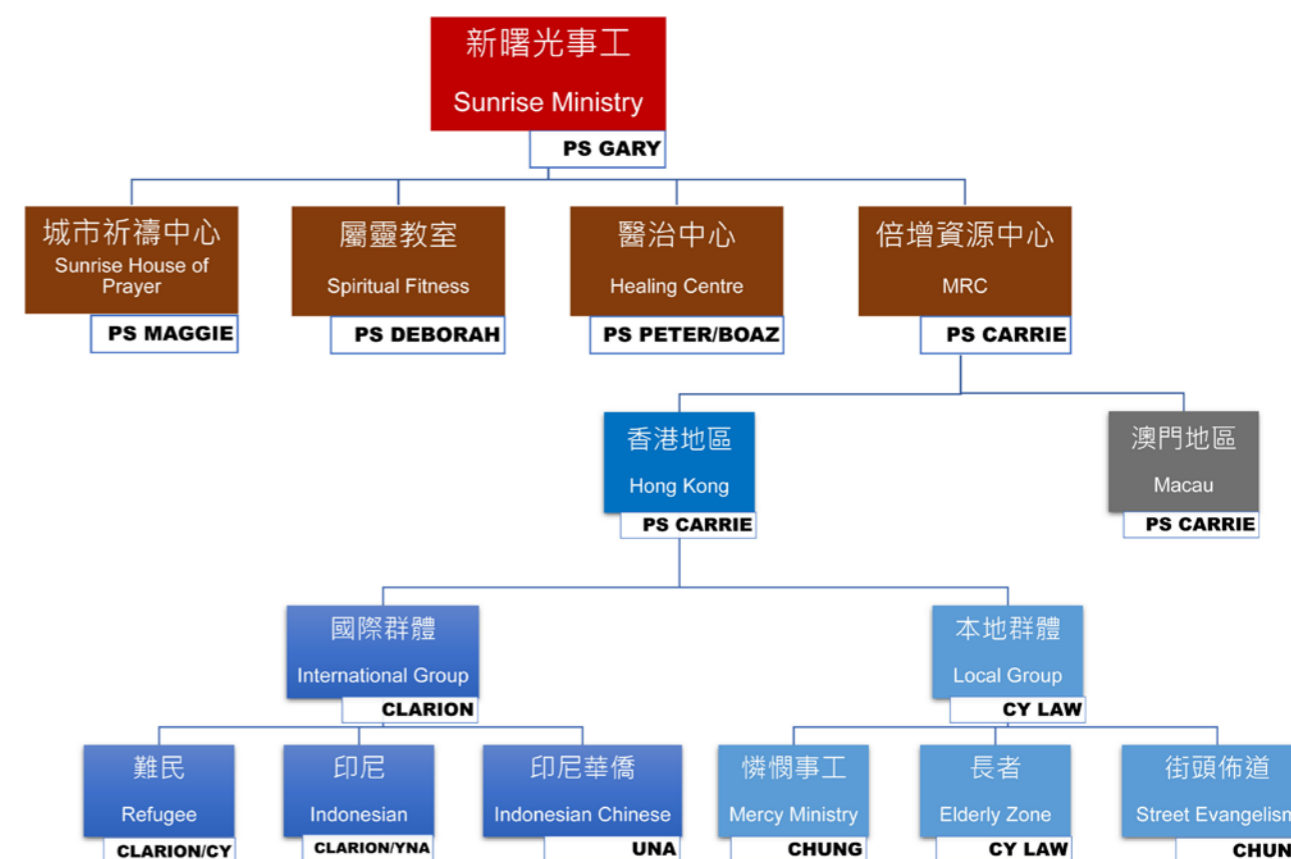 新曙光事工
Sunrise Ministry
PS GARY
城市祈禱中心
Sunrise House of
Prayer
PS MAGGIE
屬靈教室
Spiritual Fitness
PS DEBORAH
醫治中心
Healing Centre
PS PETER/BOAZ
倍增資源中心
MRC
PS CARRIE
香港地區
Hong Kong
PS CARRIE
澳門地區
Macau
PS CARRIE
國際群體
International Group
CLARION
本地群體
Local Group
CY LAW
難民
Refugee
CLARION/CY
印尼
Indonesian
CLARION/YNA
印尼華僑
Indonesian Chinese
UNA
憐憫事工
Mercy Ministry
CHUNG
長者
Elderly Zone
CY LAW
街頭佈道
Street Evangelism
CHUN